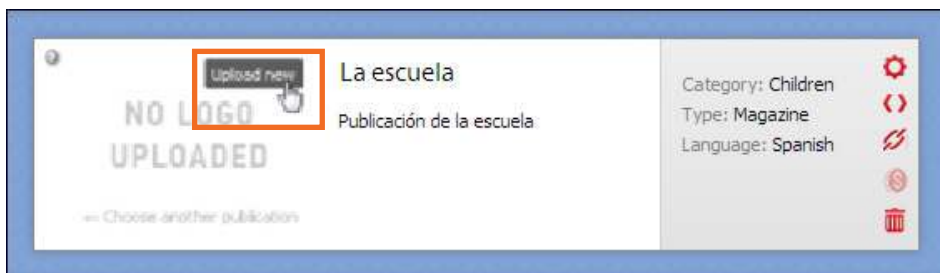 Upload new
NO LOGO
UPLOADED
Choose another publication
La escuela
Publicación de la escuela
Category: Children
Type: Magazine
Language: Spanish